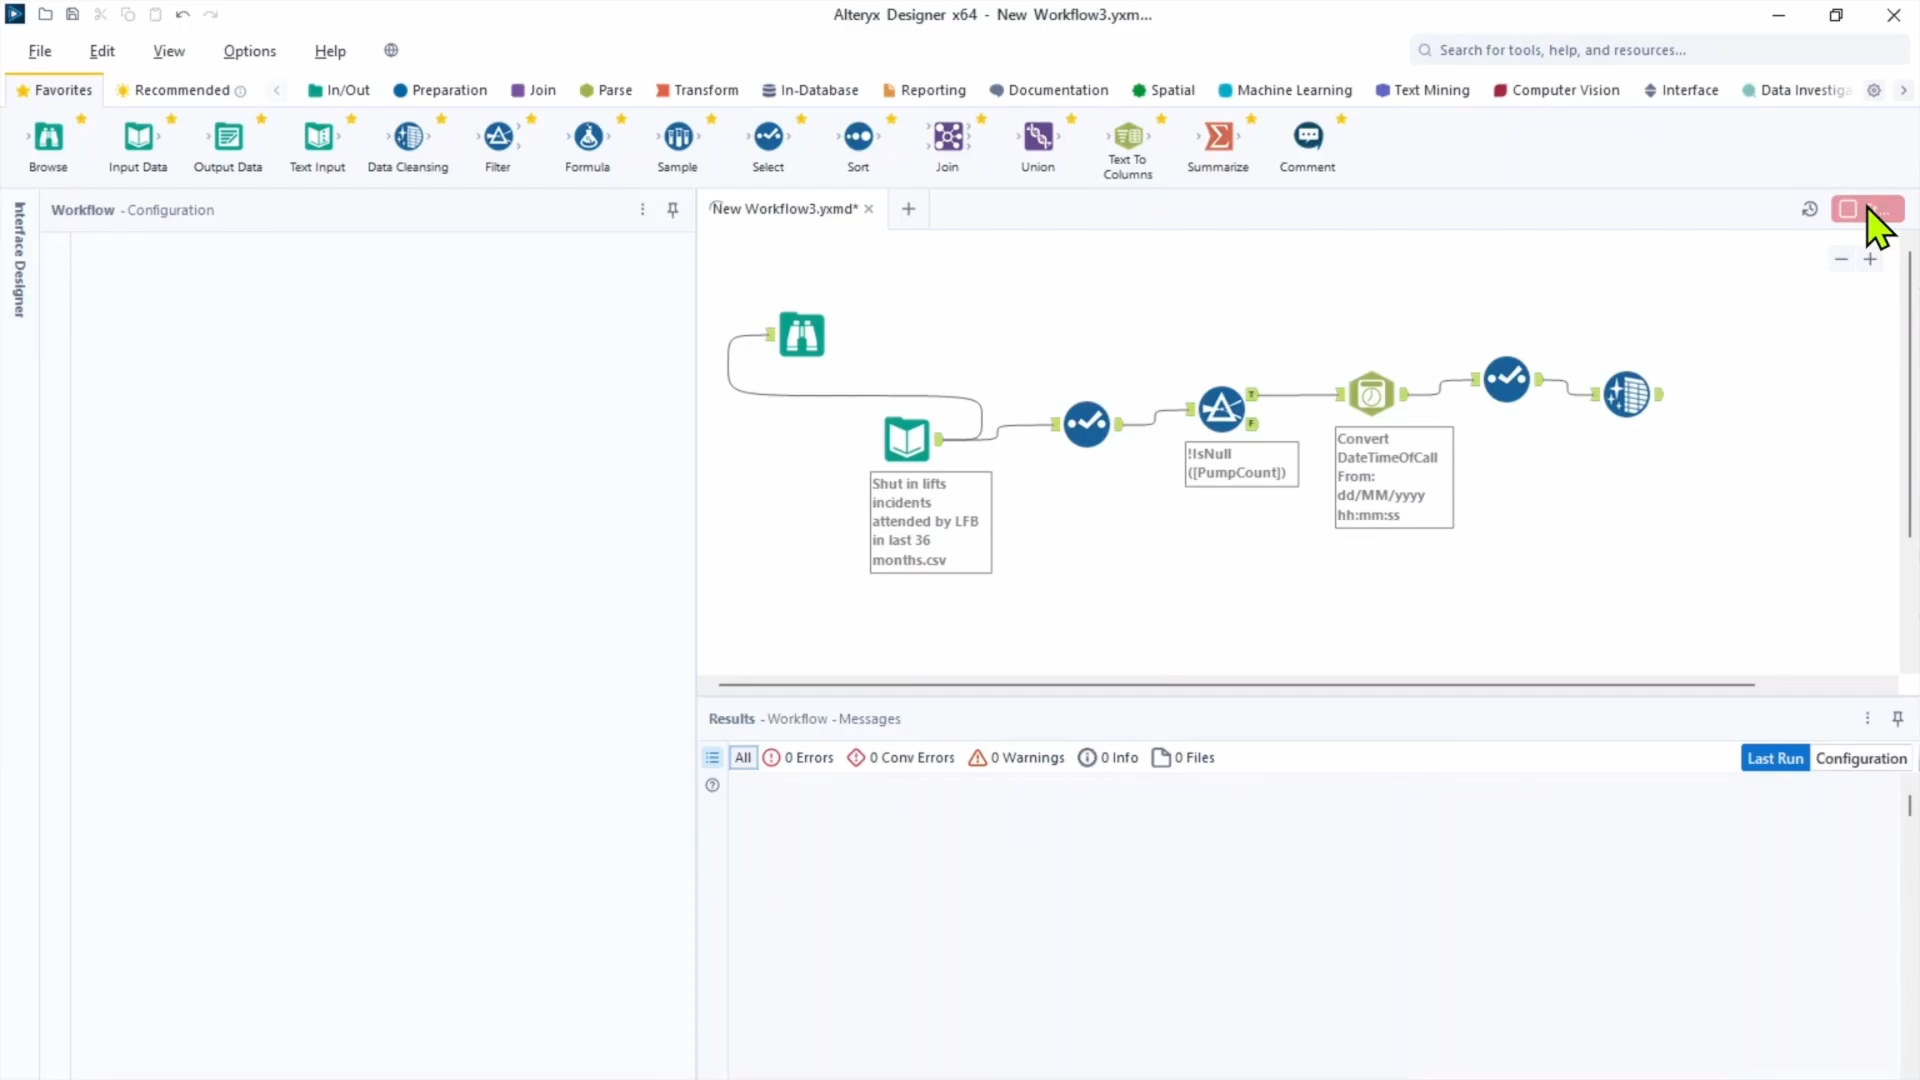 Alteryx Designer x64 - New Workflow3.yxm...
File Edit View Options Help
Search for tools, help, and resources...
Favorites Recommended In/Out Preparation Join Parse Transform In-Database Reporting Documentation Spatial Machine Learning Text Mining Computer Vision Interface Data Investiga
Browse Input Data Output Data Text Input Data Cleansing Filter Formula Sample Select Sort Join Union Text To Columns Summarize Comment
Interface Designer
Workflow - Configuration
New Workflow3.yxmd*
T
F
!IsNull
([PumpCount])
Convert
DateTimeOfCall
From:
dd/MM/yyyy
hh:mm:ss
Shut in lifts
incidents
attended by LFB
in last 36
months.csv
Results - Workflow - Messages
All 0 Errors 0 Conv Errors 0 Warnings 0 Info 0 Files Last Run Configuration